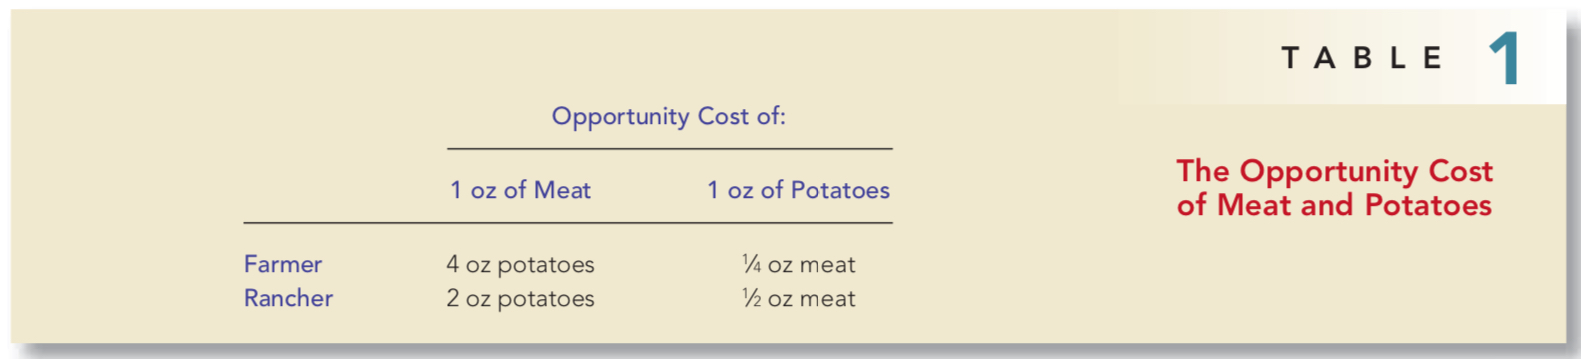 TABLE 1
Opportunity Cost of:
The Opportunity Cost
of Meat and Potatoes
1 oz of Meat 1 oz of Potatoes
Farmer 4 oz potatoes ¼ oz meat
Rancher 2 oz potatoes ½ oz meat